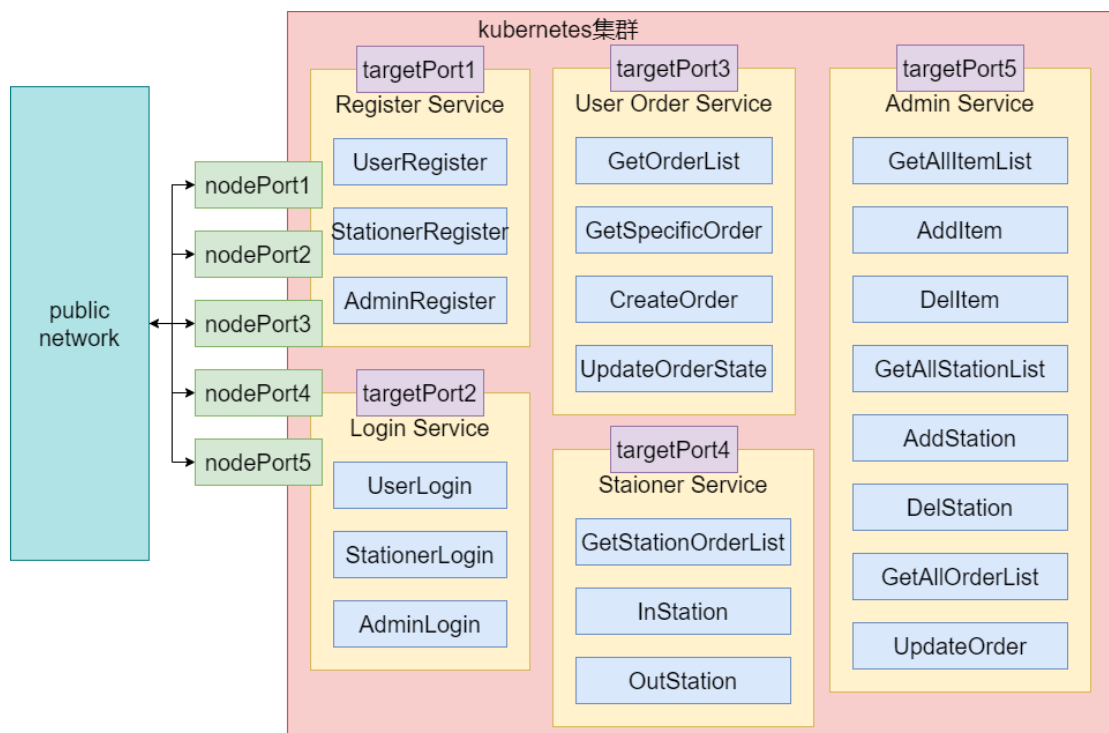 kubernetes集群
public
network
nodePort1
nodePort2
nodePort3
nodePort4
nodePort5
targetPort1
Register Service
UserRegister
StationerRegister
AdminRegister
targetPort2
Login Service
UserLogin
StationerLogin
AdminLogin
targetPort3
User Order Service
GetOrderList
GetSpecificOrder
CreateOrder
UpdateOrderState
targetPort4
Staioner Service
GetStationOrderList
InStation
OutStation
targetPort5
Admin Service
GetAllItemList
AddItem
DelItem
GetAllStationList
AddStation
DelStation
GetAllOrderList
UpdateOrder